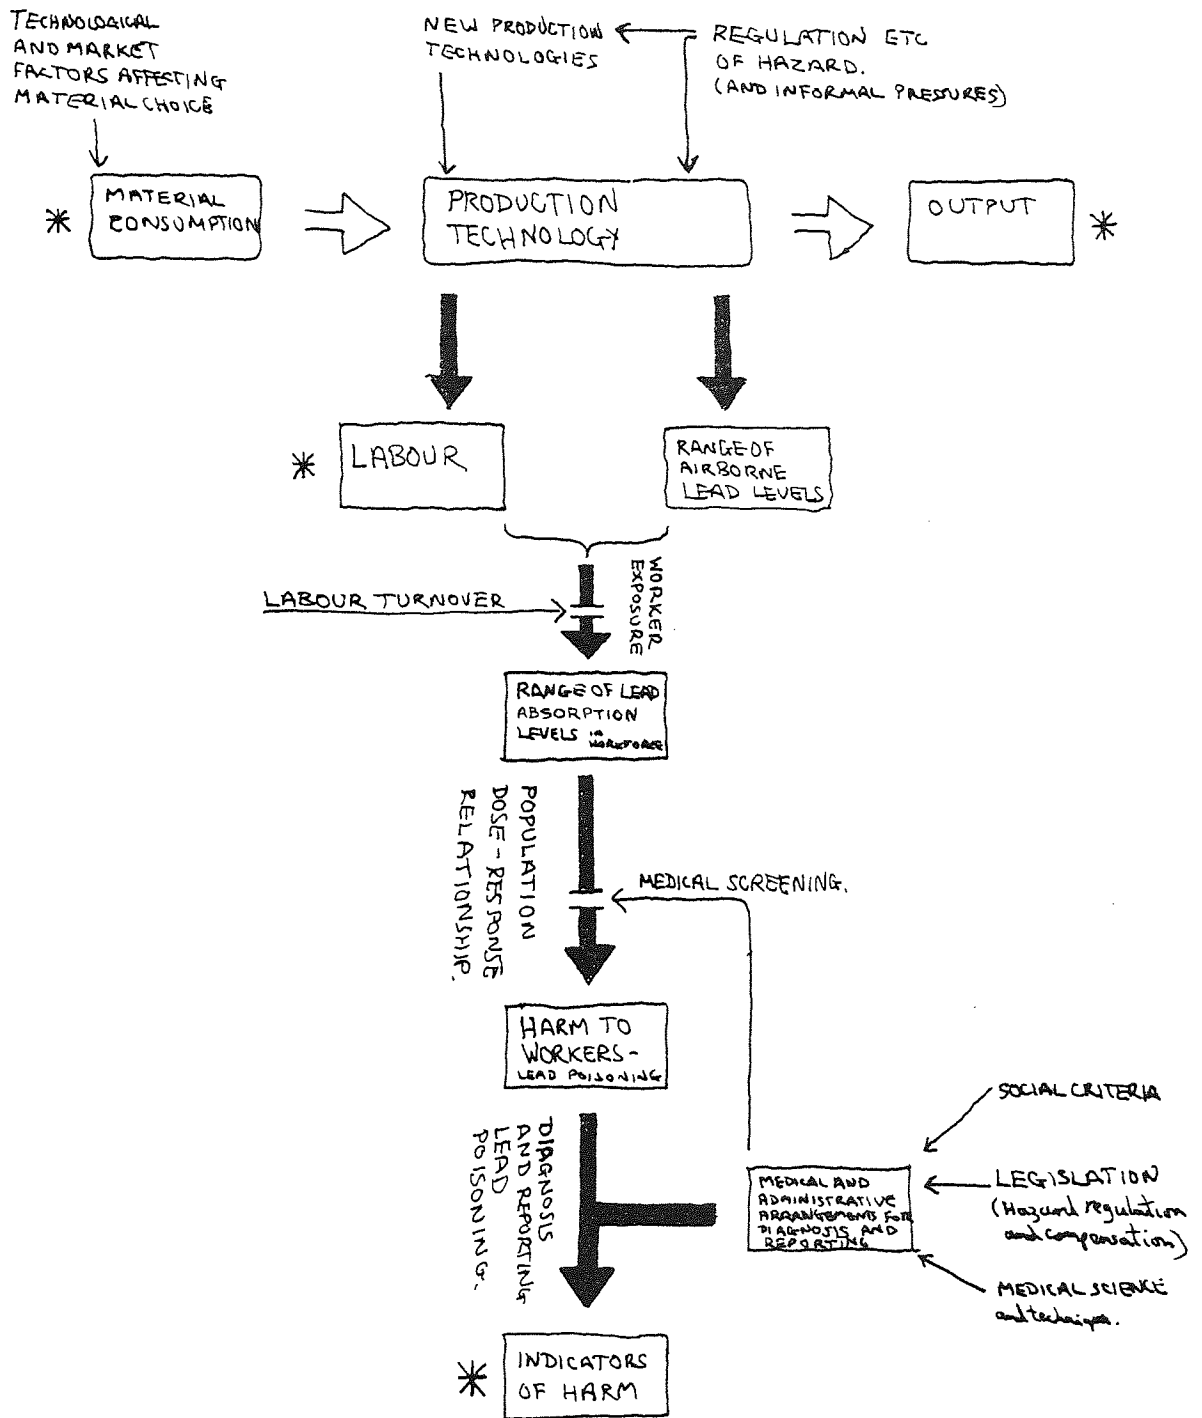 TECHNOLOGICAL
AND MARKET
FACTORS AFFECTING
MATERIAL CHOICE
NEW PRODUCTION
TECHNOLOGIES
REGULATION ETC
OF HAZARD.
(AND INFORMAL PRESSURES)
* MATERIAL
CONSUMPTION
PRODUCTION
TECHNOLOGY
OUTPUT *
* LABOUR
RANGE OF
AIRBORNE
LEAD LEVELS
WORKER
EXPOSURE
LABOUR TURNOVER
RANGE OF LEAD
ABSORPTION
LEVELS in
WORKFORCE
POPULATION
DOSE-RESPONSE
RELATIONSHIP.
MEDICAL SCREENING.
HARM TO
WORKERS-
LEAD POISONING
DIAGNOSIS
AND REPORTING
LEAD
POISONING.
MEDICAL AND
ADMINISTRATIVE
ARRANGEMENTS FOR
DIAGNOSIS AND
REPORTING
SOCIAL CRITERIA
LEGISLATION
(Hazard regulation
and compensation)
MEDICAL SCIENCE
and
* INDICATORS
OF HARM